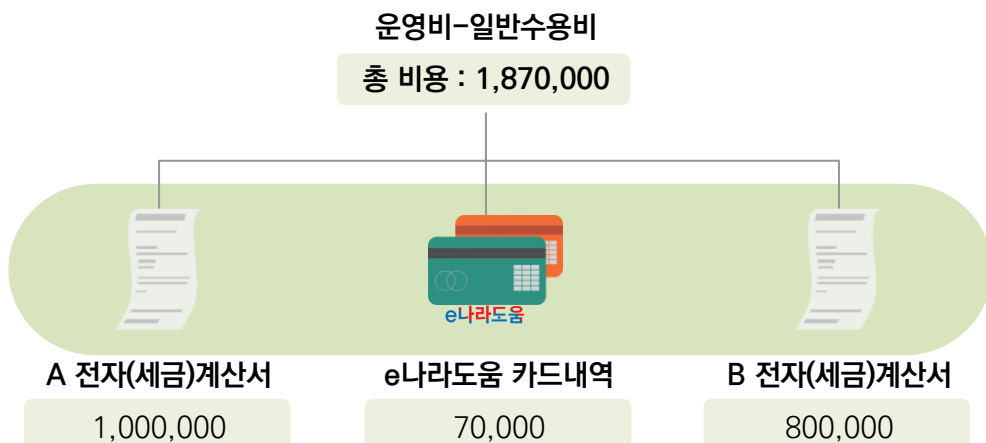 운영비-일반수용비
총 비용 : 1,870,000
e나라도움
A 전자(세금)계산서
e나라도움 카드내역
B 전자(세금)계산서
1,000,000
70,000
800,000